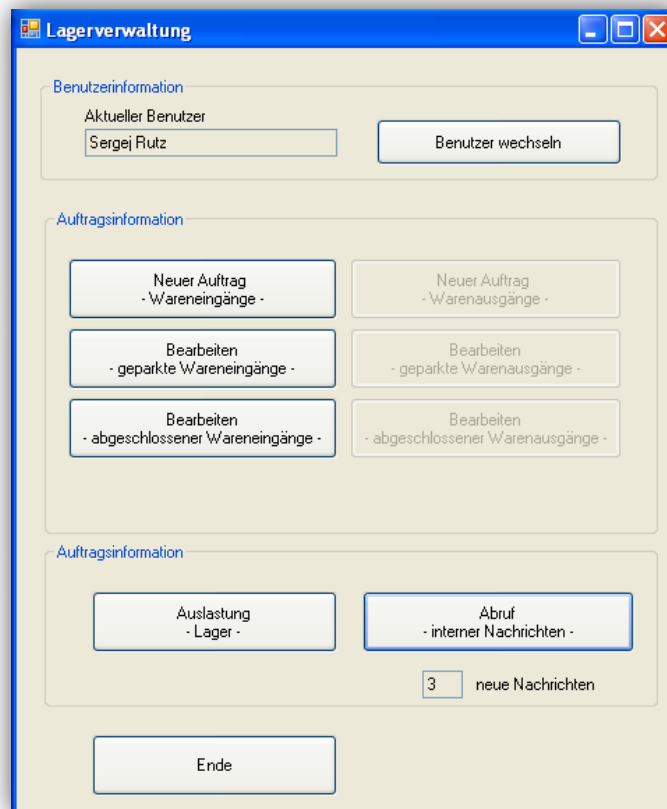 Lagerverwaltung
Benutzerinformation
Aktueller Benutzer
Sergej Rutz
Benutzer wechseln
Auftragsinformation
Neuer Auftrag
- Wareneingänge -
Neuer Auftrag
- Warenausgänge -
Bearbeiten
- geparkte Wareneingänge -
Bearbeiten
- geparkte Warenausgänge -
Bearbeiten
- abgeschlossener Wareneingänge -
Bearbeiten
- abgeschlossener Warenausgänge -
Auftragsinformation
Auslastung
- Lager -
Abruf
- interner Nachrichten -
3 neue Nachrichten
Ende